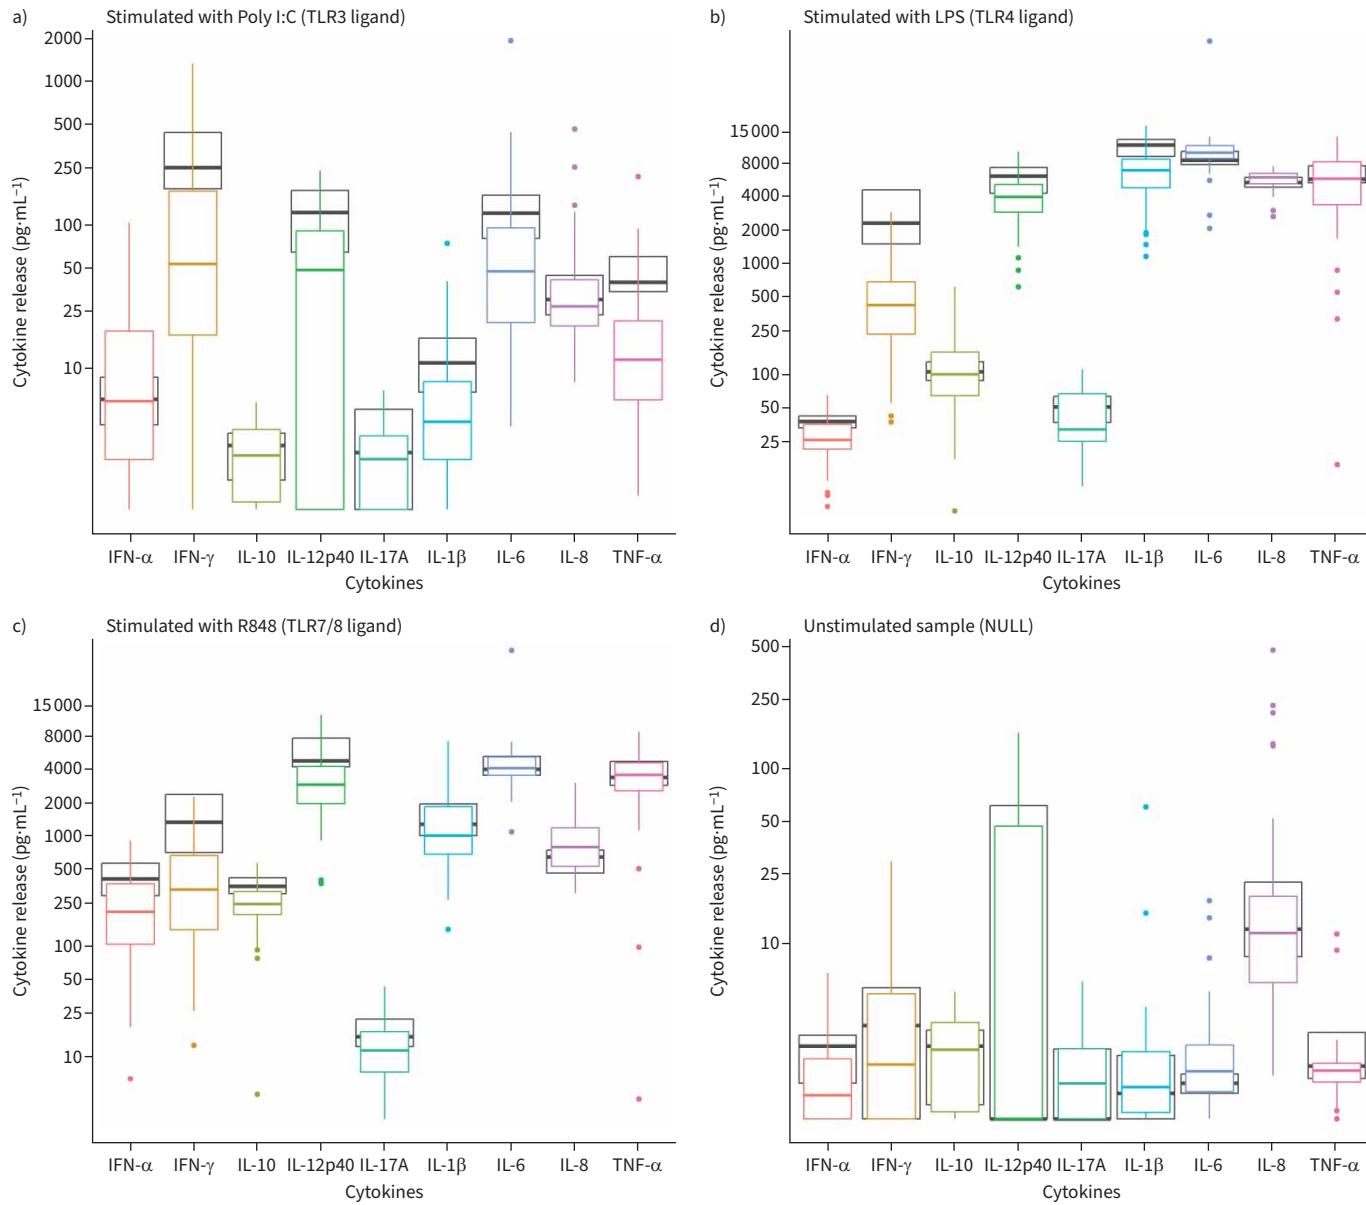 a) Stimulated with Poly I:C (TLR3 ligand)
2000
1000
500
250
100
50
25
10
Cytokine release (pg·mL−1)
IFN-α IFN-γ IL-10 IL-12p40 IL-17A IL-1β IL-6 IL-8 TNF-α
Cytokines
b) Stimulated with LPS (TLR4 ligand)
15 000
8000
4000
2000
1000
500
250
100
50
25
Cytokine release (pg·mL−1)
IFN-α IFN-γ IL-10 IL-12p40 IL-17A IL-1β IL-6 IL-8 TNF-α
Cytokines
c) Stimulated with R848 (TLR7/8 ligand)
15 000
8000
4000
2000
1000
500
250
100
50
25
10
Cytokine release (pg·mL−1)
IFN-α IFN-γ IL-10 IL-12p40 IL-17A IL-1β IL-6 IL-8 TNF-α
Cytokines
d) Unstimulated sample (NULL)
500
250
100
50
25
10
Cytokine release (pg·mL−1)
IFN-α IFN-γ IL-10 IL-12p40 IL-17A IL-1β IL-6 IL-8 TNF-α
Cytokines